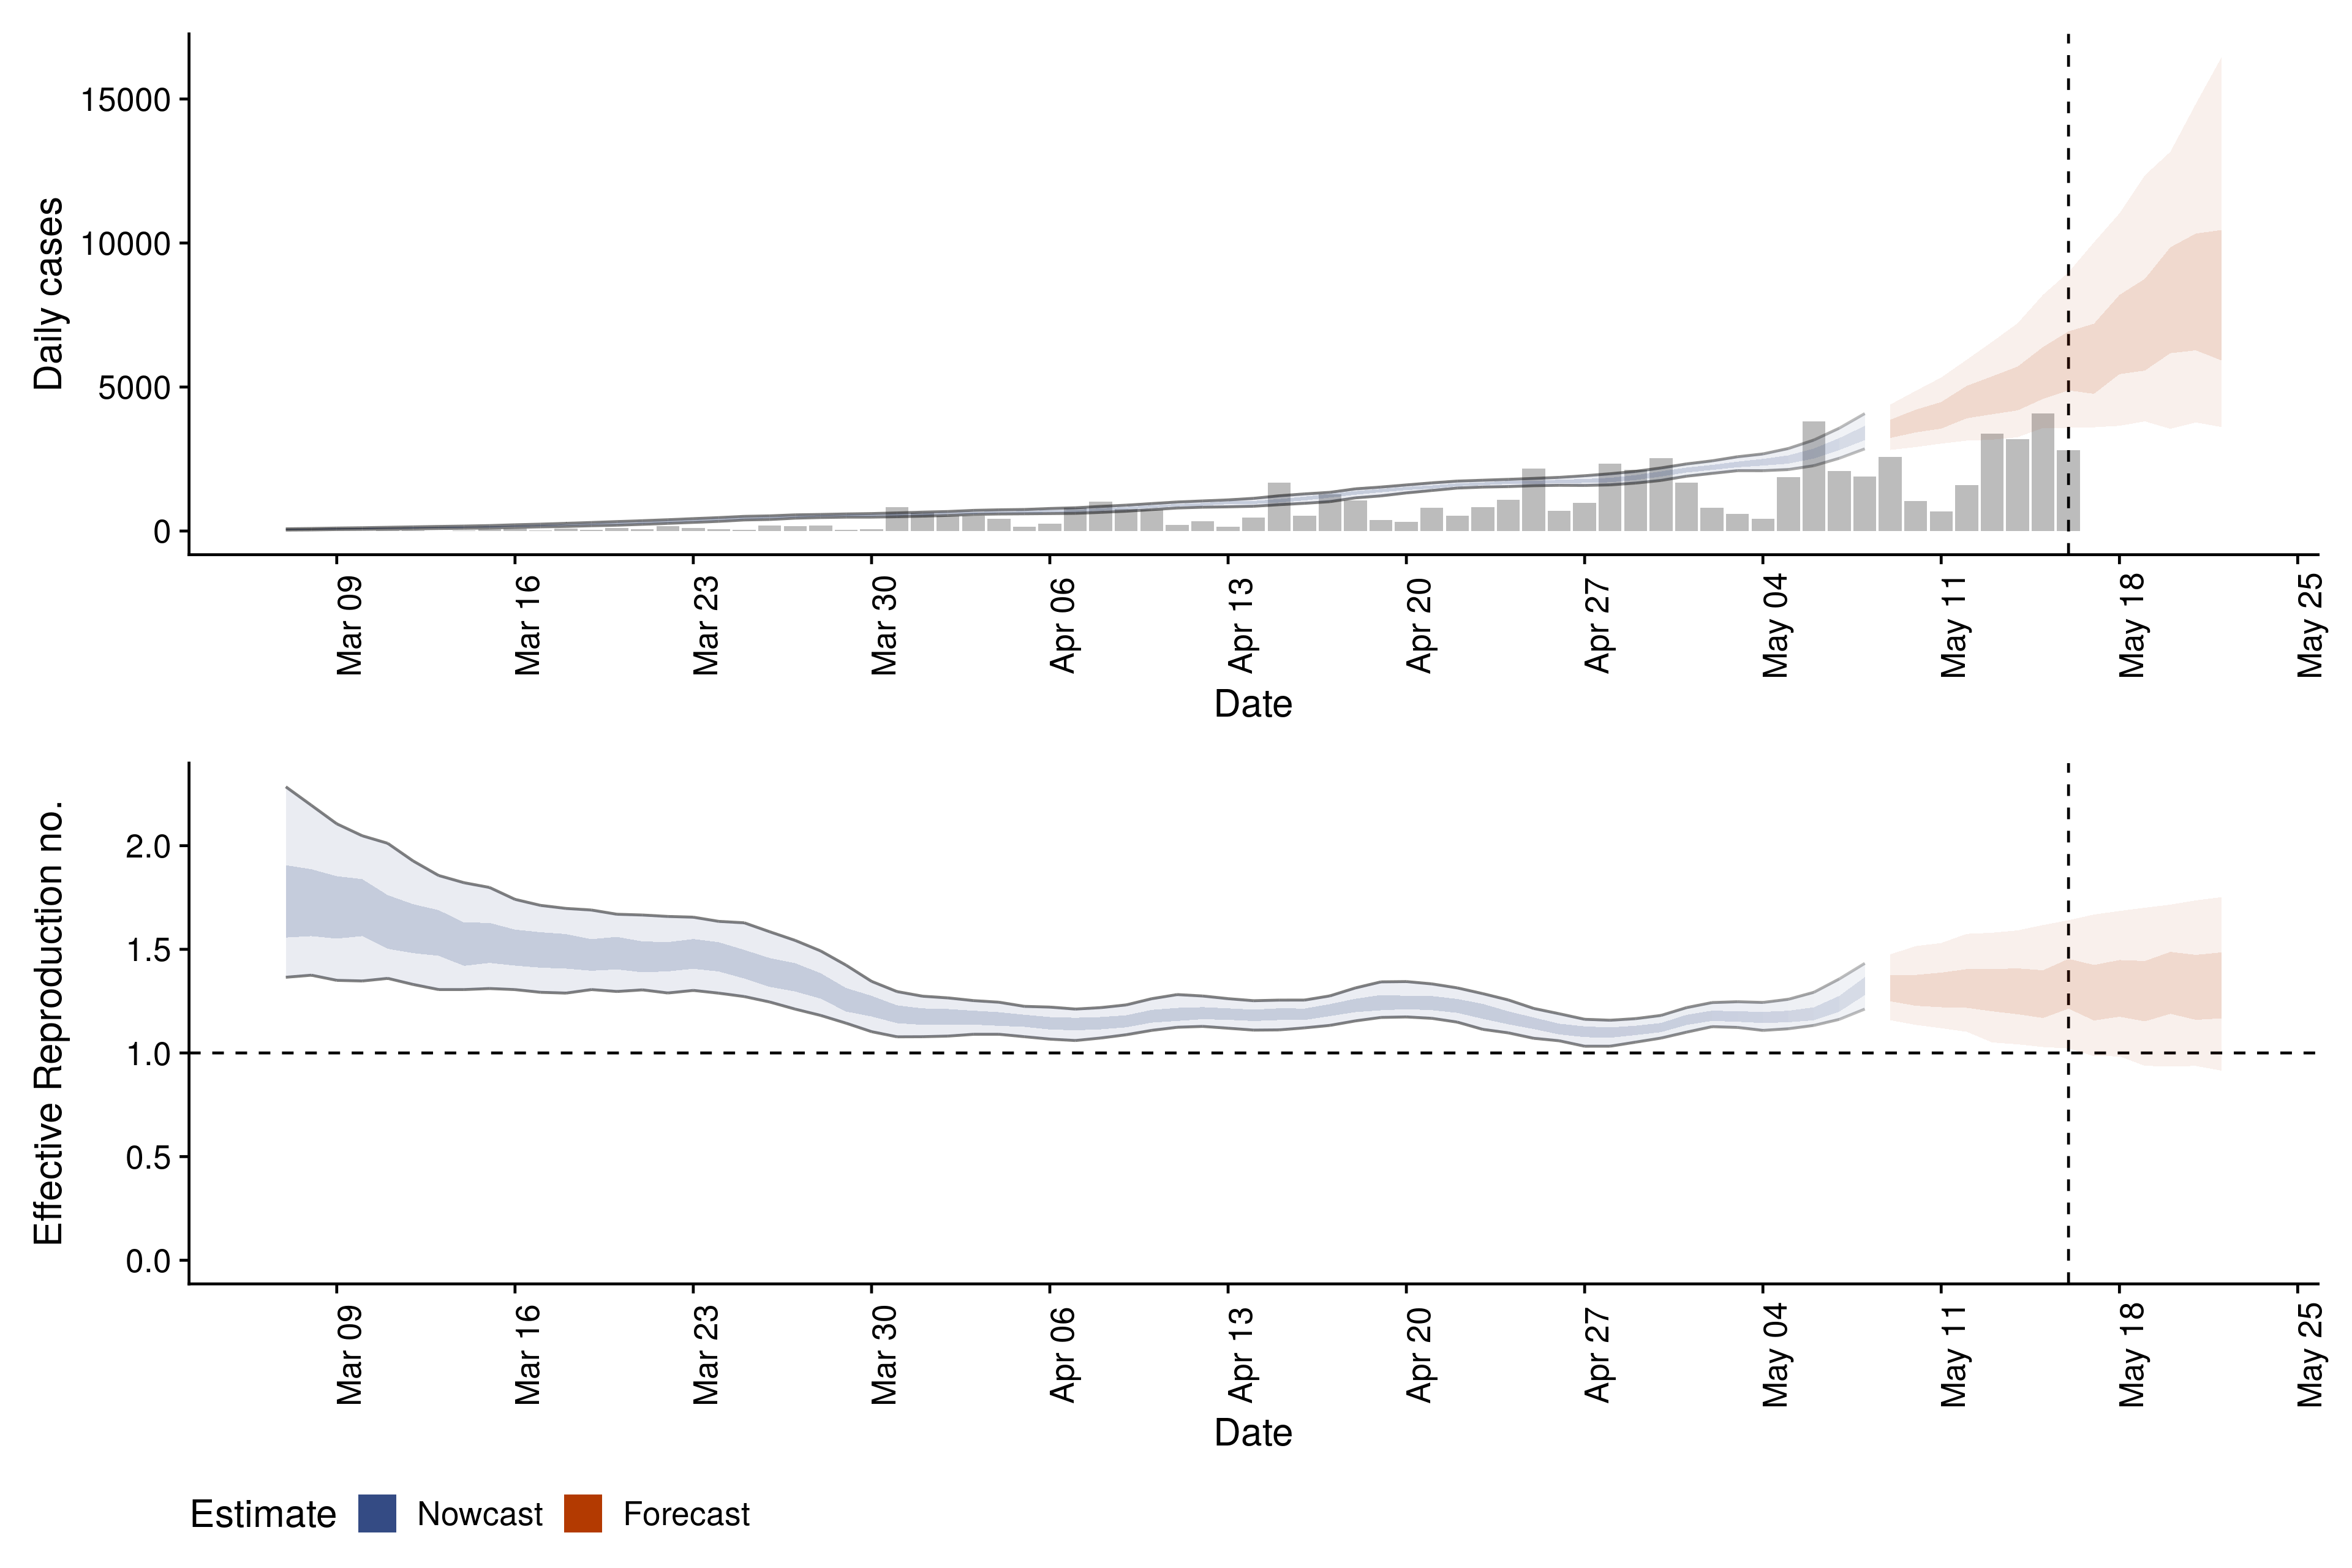 Daily cases
15000
10000
5000
0
Mar 09
Mar 16
Mar 23
Mar 30
Apr 06
Apr 13
Apr 20
Apr 27
May 04
May 11
May 18
May 25
Date
Effective Reproduction no.
2.0
1.5
1.0
0.5
0.0
Mar 09
Mar 16
Mar 23
Mar 30
Apr 06
Apr 13
Apr 20
Apr 27
May 04
May 11
May 18
May 25
Date
Estimate Nowcast Forecast